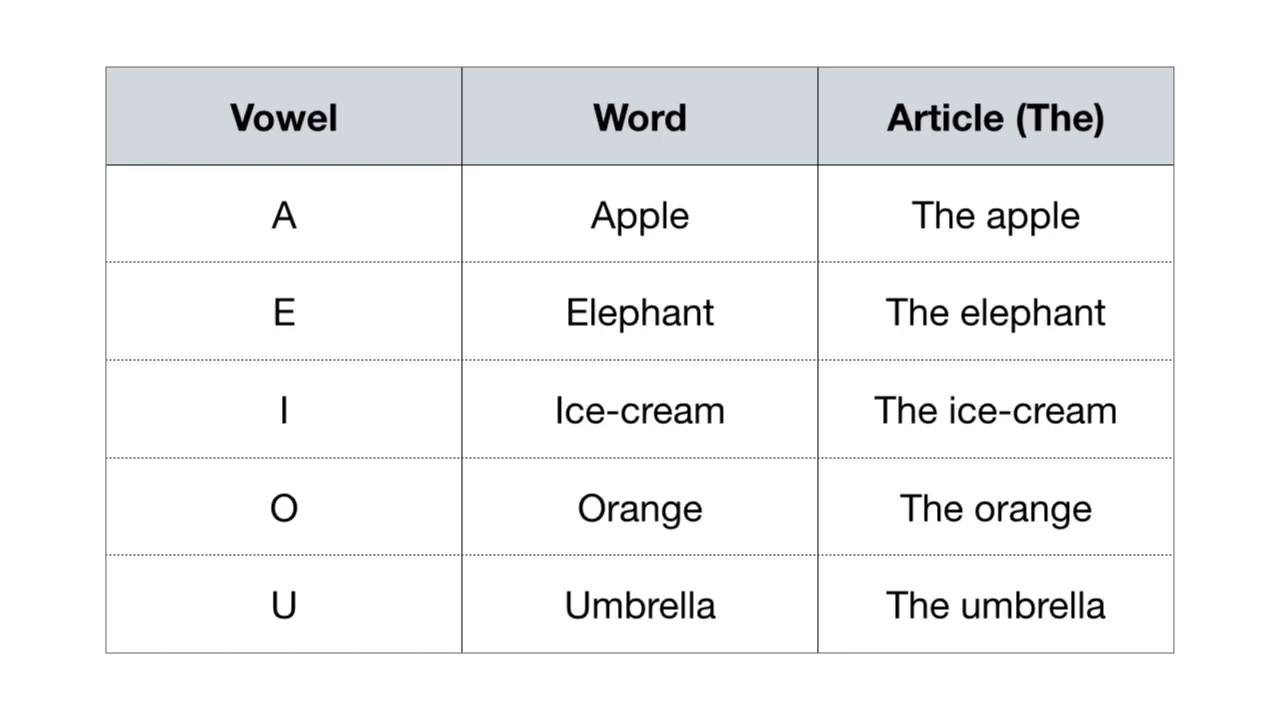 Vowel Word Article (The)
A Apple The apple
E Elephant The elephant
I Ice-cream The ice-cream
O Orange The orange
U Umbrella The umbrella